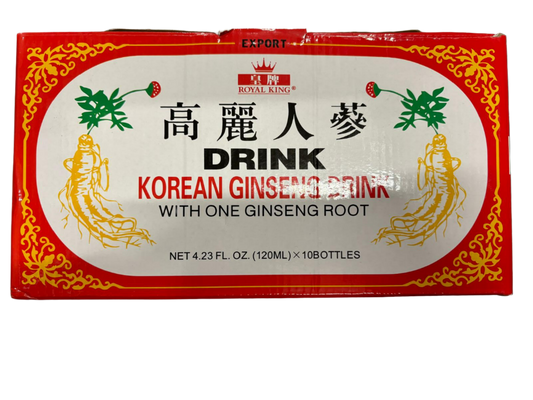 EXPORT
皇牌
ROYAL KING®
高麗人蔘
DRINK
KOREAN GINSENG DRINK
WITH ONE GINSENG ROOT
NET 4.23 FL. OZ. (120ML)×10BOTTLES